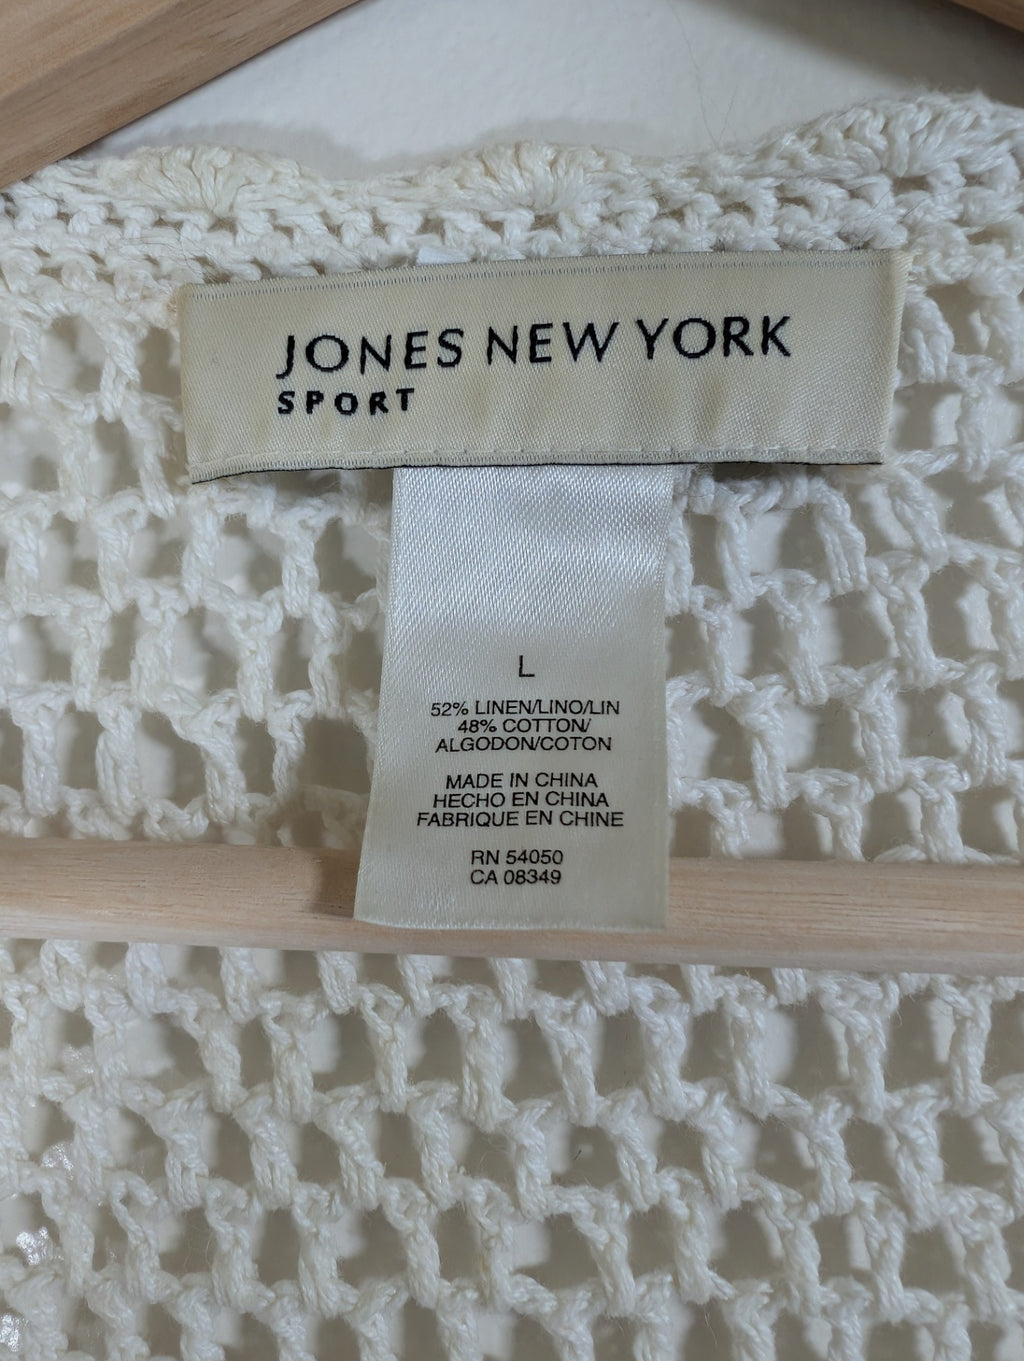 JONES NEW YORK
SPORT
L
52% LINEN/LINO/LIN
48% COTTON/
ALGODON/COTON
MADE IN CHINA
HECHO EN CHINA
FABRIQUE EN CHINE
RN 54050
CA 08349